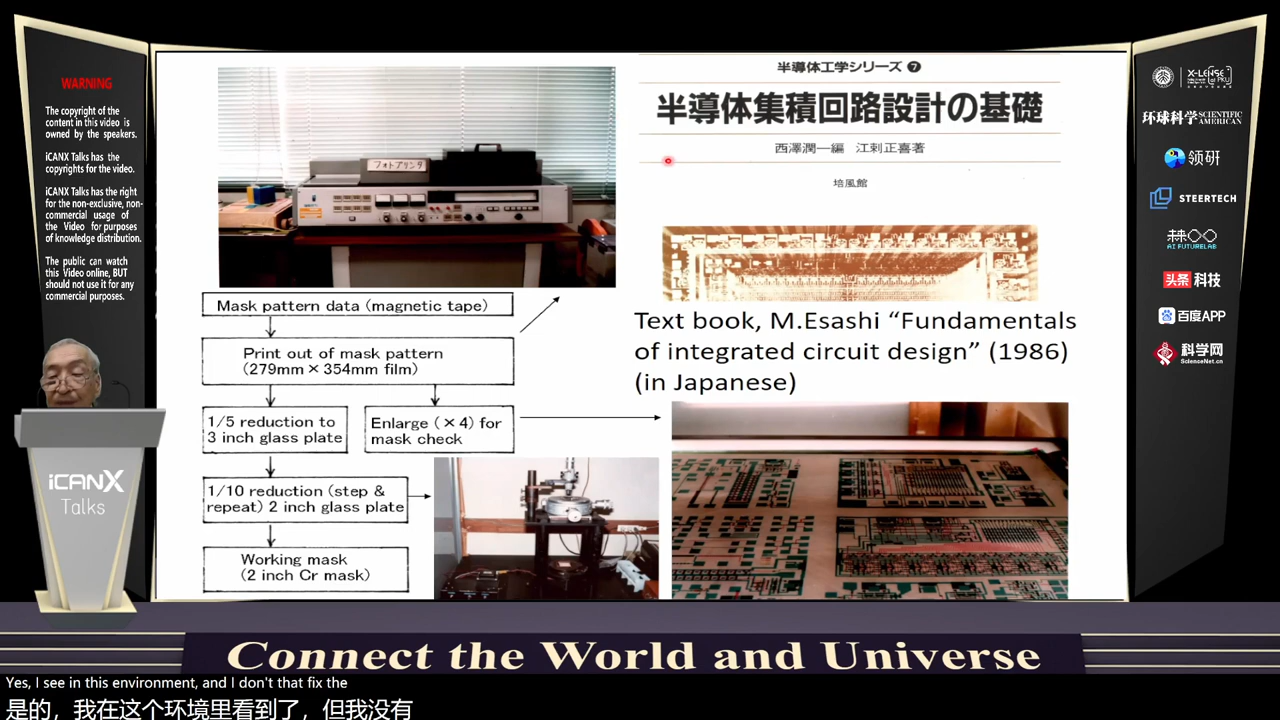 WARNING
The copyright of the
content in this video is
owned by the speakers.
iCANX Talks has the
copyrights for the video.
iCANX Talks has the right
for the non-exclusive, non-
commercial usage of
the Video for purposes
of knowledge distribution.
The public can watch
this Video online, BUT
should not use it for any
commercial purposes.
iCANX
Talks
フォトプリンタ
Mask pattern data (magnetic tape)
Print out of mask pattern
(279mm×354mm film)
1/5 reduction to
3 inch glass plate
Enlarge (×4) for
mask check
1/10 reduction (step &
repeat) 2 inch glass plate
Working mask
(2 inch Cr mask)
半導体工学シリーズ ❼
半導体集積回路設計の基礎
西澤潤一編 江刺正喜著
培風館
Text book, M.Esashi “Fundamentals
of integrated circuit design” (1986)
(in Japanese)
X-LENSE
环球科学 SCIENTIFIC AMERICAN
领研
STEERTECH
AI FUTURELAB
头条 科技
百度APP
科学网
ScienceNet.cn
Connect the World and Universe
Yes, I see in this environment, and I don't that fix the
是的，我在这个环境里看到了，但我没有